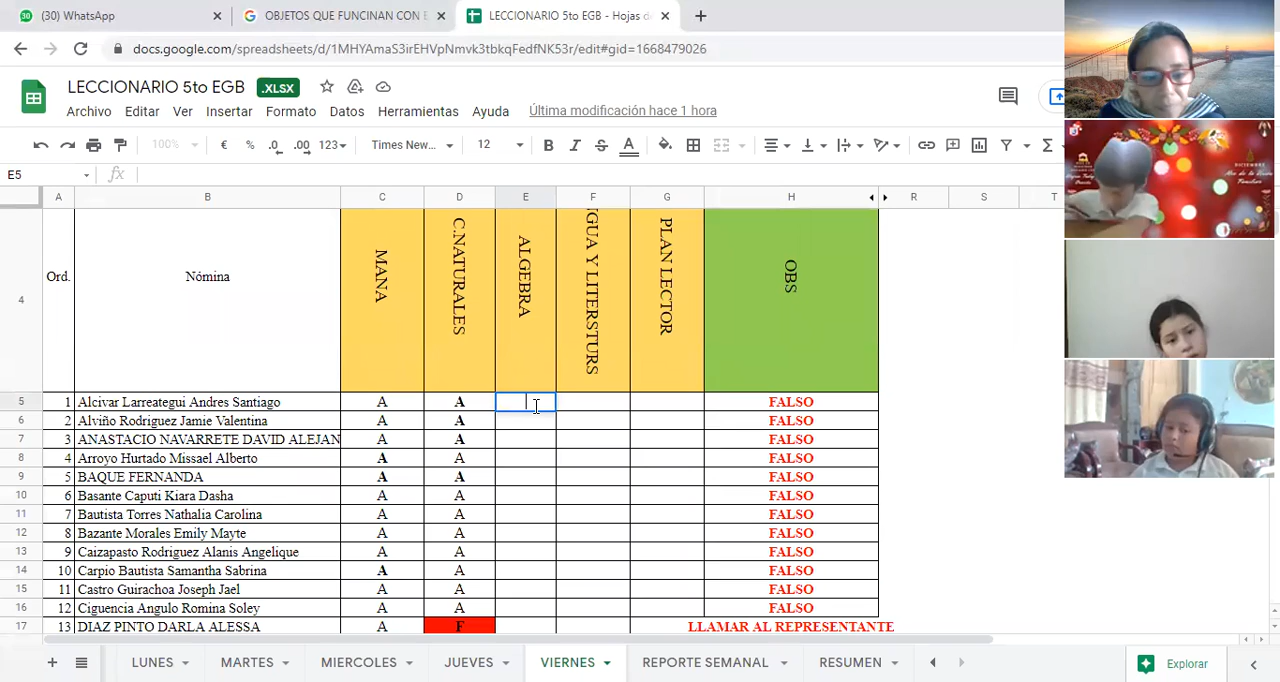 (30) WhatsApp
OBJETOS QUE FUNCINAN CON E
LECCIONARIO 5to EGB - Hojas de
docs.google.com/spreadsheets/d/1MHYAmaS3irEHVpNmvk3tbkqFedfNK53r/edit#gid=1668479026
LECCIONARIO 5to EGB .XLSX
Archivo Editar Ver Insertar Formato Datos Herramientas Ayuda Última modificación hace 1 hora
100% € % .0 .00 123 Times New... 12 B I S A Σ
E5 fx
A B C D E F G H R S T
4 Ord. Nómina MANA C.NATURALES ALGEBRA GUA Y LITERSTURS PLAN LECTOR OBS
5 1 Alcivar Larreategui Andres Santiago A A FALSO
6 2 Alviño Rodriguez Jamie Valentina A A FALSO
7 3 ANASTACIO NAVARRETE DAVID ALEJAN A A FALSO
8 4 Arroyo Hurtado Missael Alberto A A FALSO
9 5 BAQUE FERNANDA A A FALSO
10 6 Basante Caputi Kiara Dasha A A FALSO
11 7 Bautista Torres Nathalia Carolina A A FALSO
12 8 Bazante Morales Emily Mayte A A FALSO
13 9 Caizapasto Rodriguez Alanis Angelique A A FALSO
14 10 Carpio Bautista Samantha Sabrina A A FALSO
15 11 Castro Guirachoa Joseph Jael A A FALSO
16 12 Ciguencia Angulo Romina Soley A A FALSO
17 13 DIAZ PINTO DARLA ALESSA A F LLAMAR AL REPRESENTANTE
LUNES MARTES MIERCOLES JUEVES VIERNES REPORTE SEMANAL RESUMEN Explorar